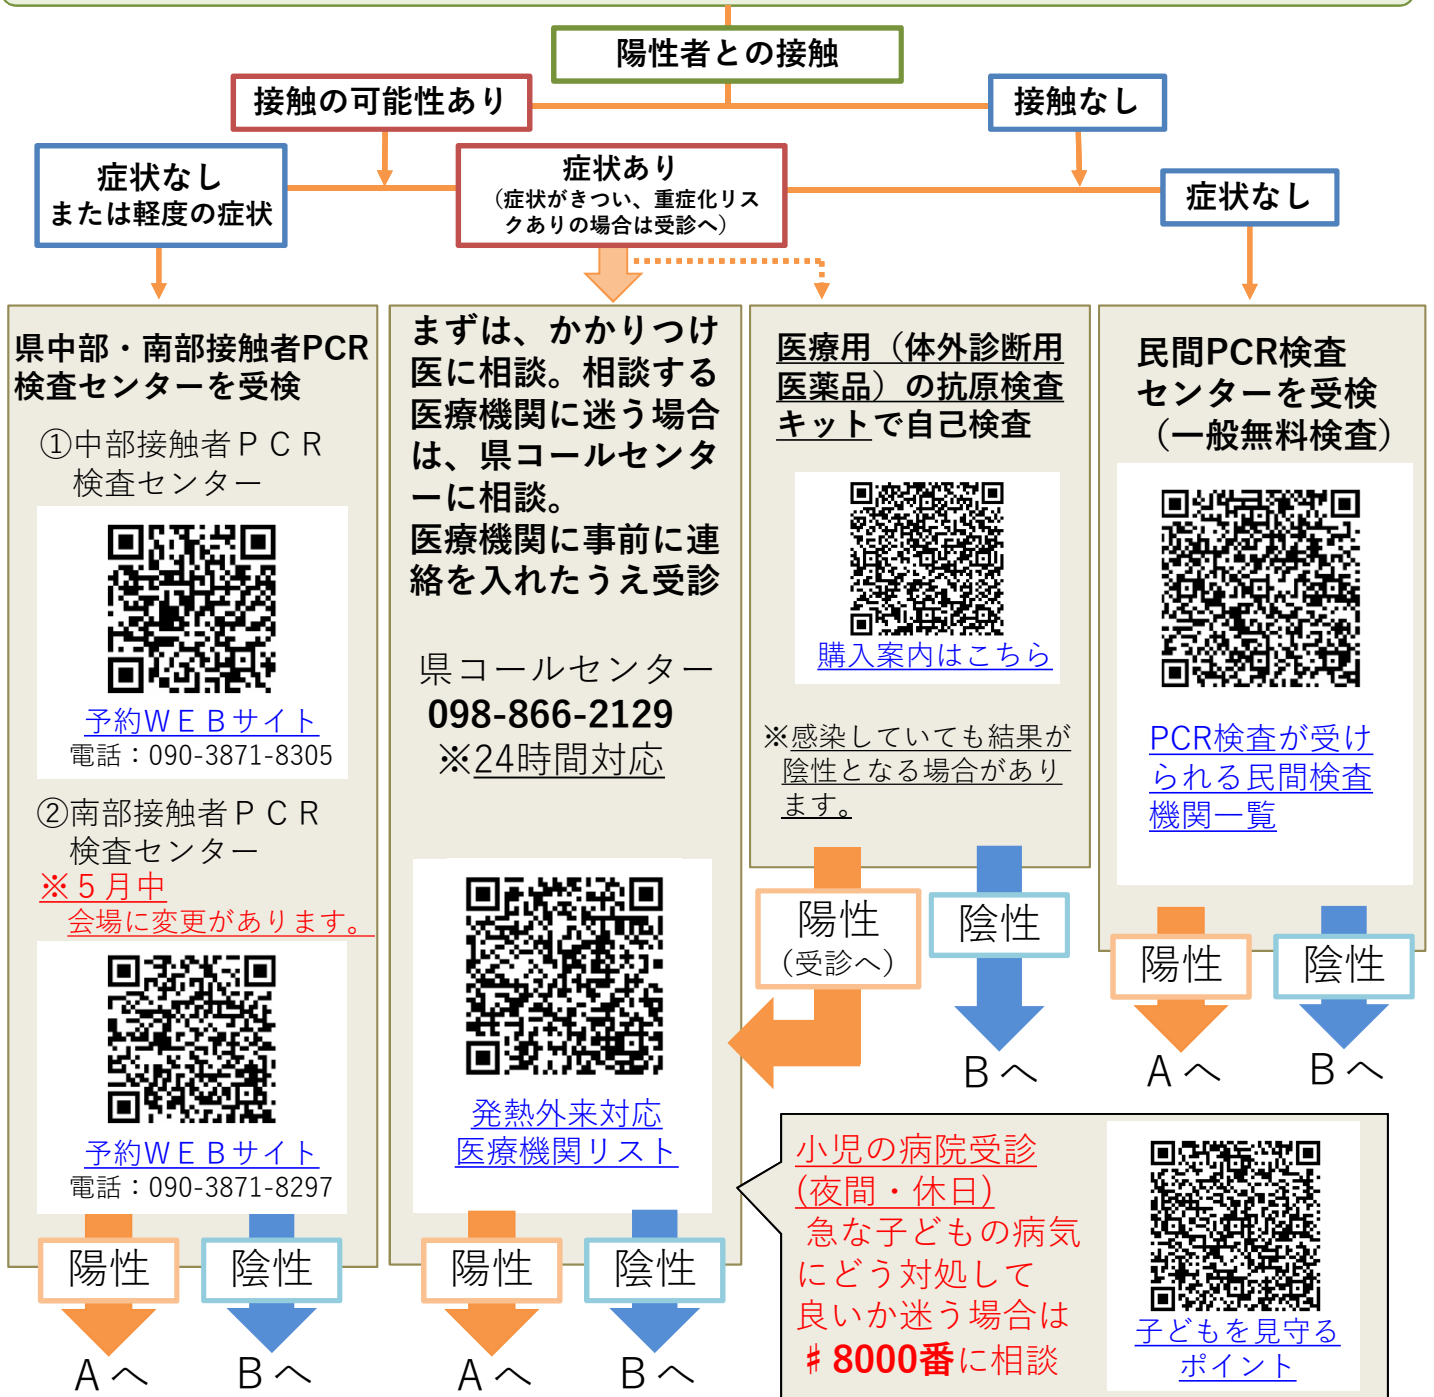 陽性者との接触
接触の可能性あり
接触なし
症状なし
または軽度の症状
症状あり
（症状がきつい、重症化リス
クありの場合は受診へ）
症状なし
県中部・南部接触者PCR
検査センターを受検
①中部接触者ＰＣＲ
検査センター
予約ＷＥＢサイト
電話：090-3871-8305
②南部接触者ＰＣＲ
検査センター
※５月中
会場に変更があります。
予約ＷＥＢサイト
電話：090-3871-8297
陽性
陰性
Ａへ
Ｂへ
まずは、かかりつけ
医に相談。相談する
医療機関に迷う場合
は、県コールセンタ
ーに相談。
医療機関に事前に連
絡を入れたうえ受診
県コールセンター
098-866-2129
※24時間対応
発熱外来対応
医療機関リスト
陽性
陰性
Ａへ
Ｂへ
医療用（体外診断用
医薬品）の抗原検査
キットで自己検査
購入案内はこちら
※感染していても結果が
陰性となる場合があり
ます。
陽性
（受診へ）
陰性
Ｂへ
民間PCR検査
センターを受検
（一般無料検査）
PCR検査が受け
られる民間検査
機関一覧
陽性
陰性
Ａへ
Ｂへ
小児の病院受診
(夜間・休日)
急な子どもの病気
にどう対処して
良いか迷う場合は
♯8000番に相談
子どもを見守る
ポイント